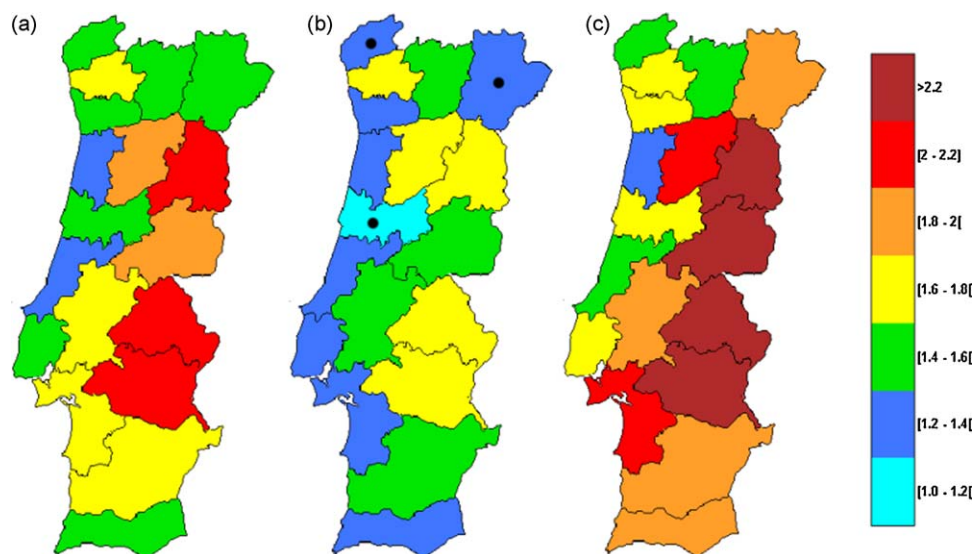 (a)
(b)
(c)
>2.2
[2 - 2.2]
[1.8 - 2[
[1.6 - 1.8[
[1.4 - 1.6[
[1.2 - 1.4[
[1.0 - 1.2[